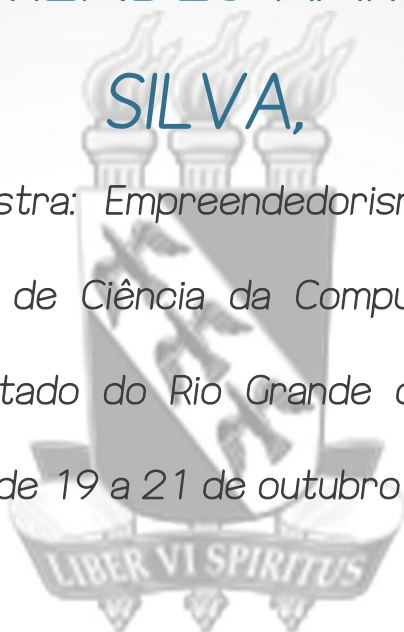 SILVA,
stra: Empreendedorism
de Ciência da Compu
tado do Rio Grande d
de 19 a 21 de outubro
LIBER VI SPIRITUS